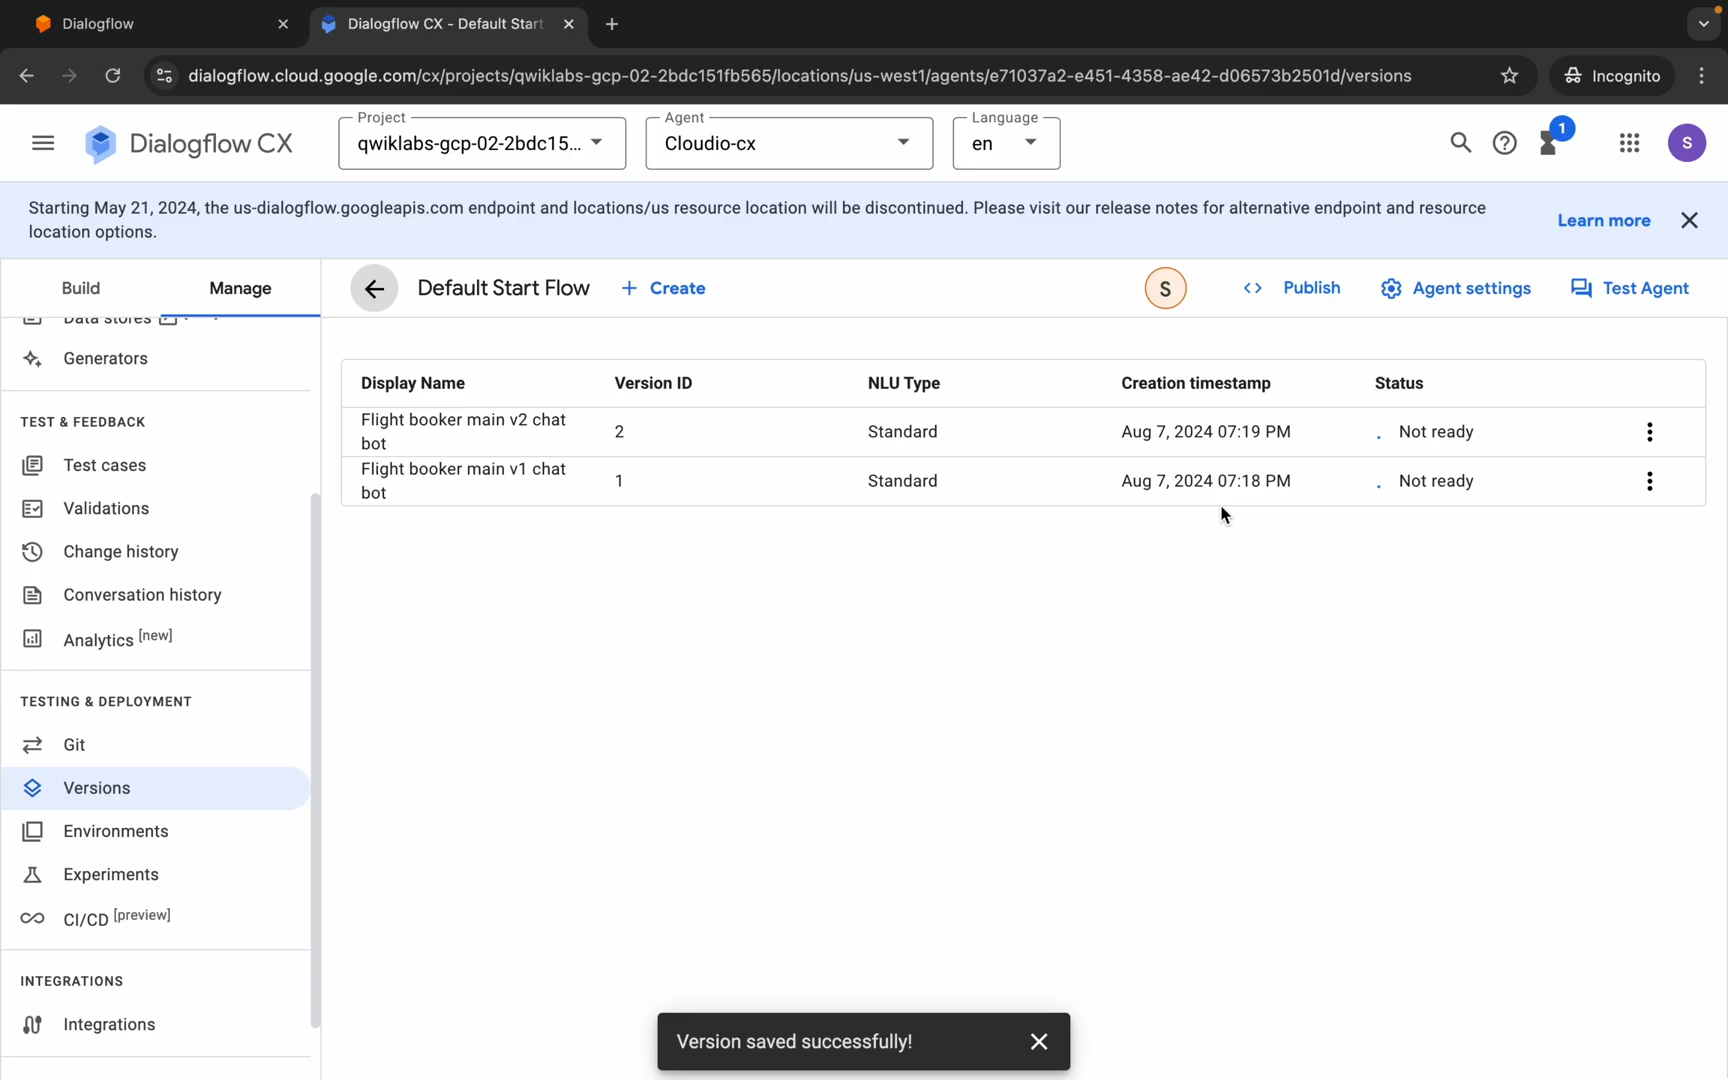 Dialogflow
Dialogflow CX - Default Start
dialogflow.cloud.google.com/cx/projects/qwiklabs-gcp-02-2bdc151fb565/locations/us-west1/agents/e71037a2-e451-4358-ae42-d06573b2501d/versions
Incognito
Dialogflow CX
Project
qwiklabs-gcp-02-2bdc15...
Agent
Cloudio-cx
Language
en
1
S
Starting May 21, 2024, the us-dialogflow.googleapis.com endpoint and locations/us resource location will be discontinued. Please visit our release notes for alternative endpoint and resource
location options.
Learn more
Build
Manage
Default Start Flow
+ Create
S
Publish
Agent settings
Test Agent
Data stores
Generators
TEST & FEEDBACK
Test cases
Validations
Change history
Conversation history
Analytics [new]
TESTING & DEPLOYMENT
Git
Versions
Environments
Experiments
CI/CD [preview]
INTEGRATIONS
Integrations
Display Name Version ID NLU Type Creation timestamp Status
Flight booker main v2 chat
bot
2 Standard Aug 7, 2024 07:19 PM Not ready
Flight booker main v1 chat
bot
1 Standard Aug 7, 2024 07:18 PM Not ready
Version saved successfully!